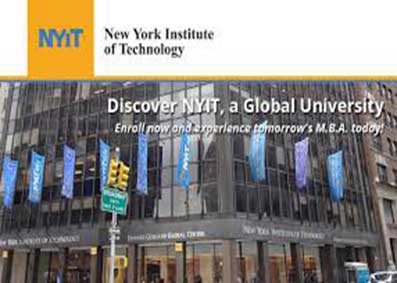 NYiT
New York Institute
of Technology
Discover NYIT, a Global University
Enroll now and experience tomorrow's M.B.A. today!
NEW YORK INSTITUTE OF TECHNOLOGY
BROADWAY